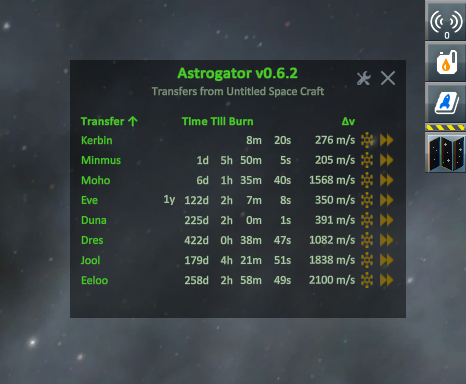 0
Astrogator v0.6.2
Transfers from Untitled Space Craft
Transfer ↑ Time Till Burn Δv
Kerbin 8m 20s 276 m/s
Minmus 1d 5h 50m 5s 205 m/s
Moho 6d 1h 35m 40s 1568 m/s
Eve 1y 122d 2h 7m 8s 350 m/s
Duna 225d 2h 0m 1s 391 m/s
Dres 422d 0h 38m 47s 1082 m/s
Jool 179d 4h 21m 51s 1838 m/s
Eeloo 258d 2h 58m 49s 2100 m/s